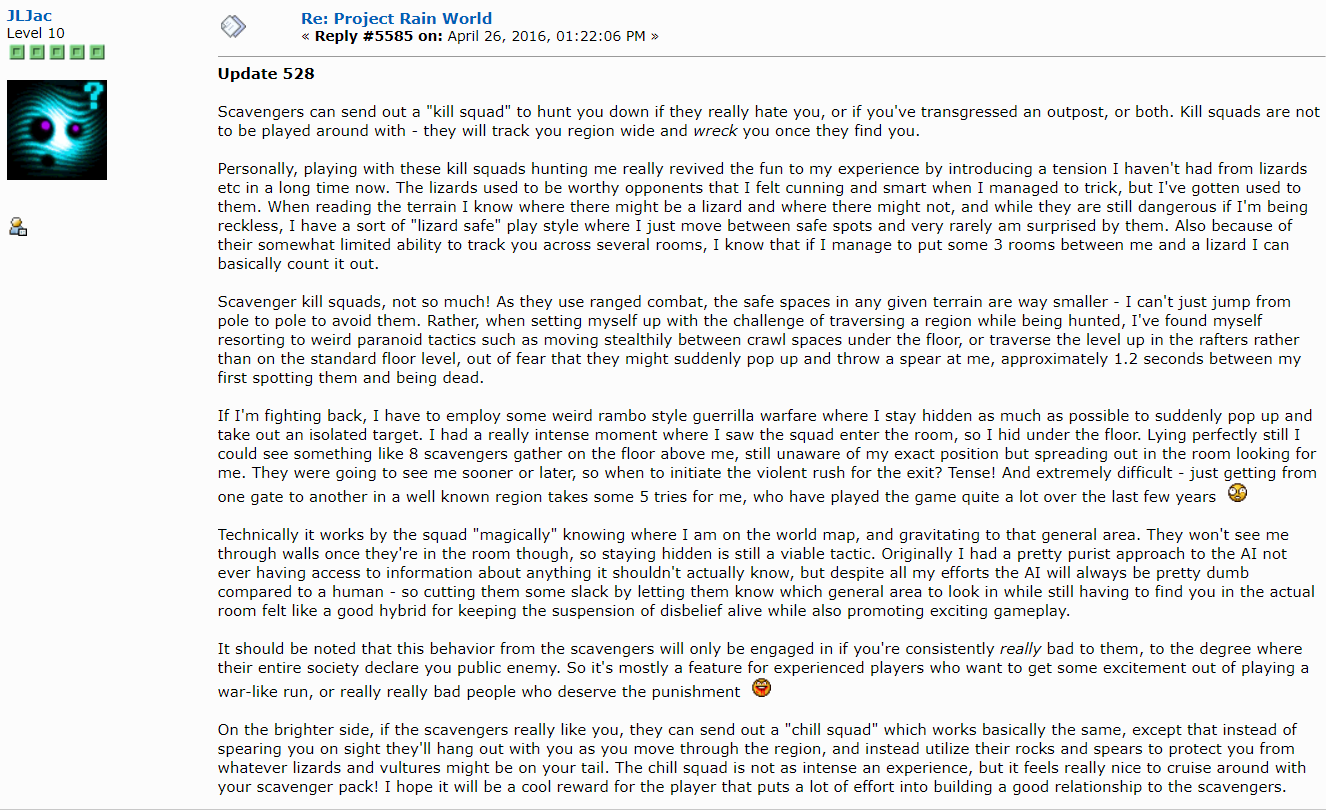 JLJac
Level 10
Re: Project Rain World
« Reply #5585 on: April 26, 2016, 01:22:06 PM »
Update 528
Scavengers can send out a "kill squad" to hunt you down if they really hate you, or if you've transgressed an outpost, or both. Kill squads are not
to be played around with - they will track you region wide and wreck you once they find you.
Personally, playing with these kill squads hunting me really revived the fun to my experience by introducing a tension I haven't had from lizards
etc in a long time now. The lizards used to be worthy opponents that I felt cunning and smart when I managed to trick, but I've gotten used to
them. When reading the terrain I know where there might be a lizard and where there might not, and while they are still dangerous if I'm being
reckless, I have a sort of "lizard safe" play style where I just move between safe spots and very rarely am surprised by them. Also because of
their somewhat limited ability to track you across several rooms, I know that if I manage to put some 3 rooms between me and a lizard I can
basically count it out.
Scavenger kill squads, not so much! As they use ranged combat, the safe spaces in any given terrain are way smaller - I can't just jump from
pole to pole to avoid them. Rather, when setting myself up with the challenge of traversing a region while being hunted, I've found myself
resorting to weird paranoid tactics such as moving stealthily between crawl spaces under the floor, or traverse the level up in the rafters rather
than on the standard floor level, out of fear that they might suddenly pop up and throw a spear at me, approximately 1.2 seconds between my
first spotting them and being dead.
If I'm fighting back, I have to employ some weird rambo style guerrilla warfare where I stay hidden as much as possible to suddenly pop up and
take out an isolated target. I had a really intense moment where I saw the squad enter the room, so I hid under the floor. Lying perfectly still I
could see something like 8 scavengers gather on the floor above me, still unaware of my exact position but spreading out in the room looking for
me. They were going to see me sooner or later, so when to initiate the violent rush for the exit? Tense! And extremely difficult - just getting from
one gate to another in a well known region takes some 5 tries for me, who have played the game quite a lot over the last few years
Technically it works by the squad "magically" knowing where I am on the world map, and gravitating to that general area. They won't see me
through walls once they're in the room though, so staying hidden is still a viable tactic. Originally I had a pretty purist approach to the AI not
ever having access to information about anything it shouldn't actually know, but despite all my efforts the AI will always be pretty dumb
compared to a human - so cutting them some slack by letting them know which general area to look in while still having to find you in the actual
room felt like a good hybrid for keeping the suspension of disbelief alive while also promoting exciting gameplay.
It should be noted that this behavior from the scavengers will only be engaged in if you're consistently really bad to them, to the degree where
their entire society declare you public enemy. So it's mostly a feature for experienced players who want to get some excitement out of playing a
war-like run, or really really bad people who deserve the punishment
On the brighter side, if the scavengers really like you, they can send out a "chill squad" which works basically the same, except that instead of
spearing you on sight they'll hang out with you as you move through the region, and instead utilize their rocks and spears to protect you from
whatever lizards and vultures might be on your tail. The chill squad is not as intense an experience, but it feels really nice to cruise around with
your scavenger pack! I hope it will be a cool reward for the player that puts a lot of effort into building a good relationship to the scavengers.